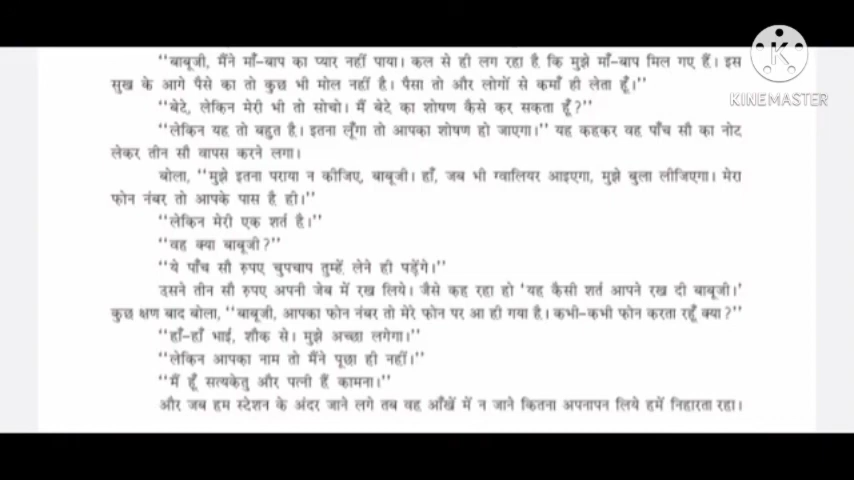 "बाबूजी, मैंने माँ-बाप का प्यार नहीं पाया। कल से ही लग रहा है कि मुझे माँ-बाप मिल गए हैं। इस
सुख के आगे पैसे का तो कुछ भी मोल नहीं है। पैसा तो और लोगों से कमाँ ही लेता हूँ।"
"बेटे, लेकिन मेरी भी तो सोचो। मैं बेटे का शोषण कैसे कर सकता हूँ?"
"लेकिन यह तो बहुत है। इतना लूँगा तो आपका शोषण हो जाएगा।" यह कहकर वह पाँच सौ का नोट
लेकर तीन सौ वापस करने लगा।
बोला, "मुझे इतना पराया न कीजिए, बाबूजी। हाँ, जब भी ग्वालियर आइएगा, मुझे बुला लीजिएगा। मेरा
फोन नंबर तो आपके पास है ही।"
"लेकिन मेरी एक शर्त है।"
"वह क्या बाबूजी?"
"ये पाँच सौ रुपए चुपचाप तुम्हें लेने ही पड़ेंगे।"
उसने तीन सौ रुपए अपनी जेब में रख लिये। जैसे कह रहा हो 'यह कैसी शर्त आपने रख दी बाबूजी।'
कुछ क्षण बाद बोला, "बाबूजी, आपका फोन नंबर तो मेरे फोन पर आ ही गया है। कभी-कभी फोन करता रहूँ क्या?"
"हाँ-हाँ भाई, शौक से। मुझे अच्छा लगेगा।"
"लेकिन आपका नाम तो मैंने पूछा ही नहीं।"
"मैं हूँ सत्यकेतु और पत्नी हैं कामना।"
और जब हम स्टेशन के अंदर जाने लगे तब वह आँखें में न जाने कितना अपनापन लिये हमें निहारता रहा।
K
KINEMASTER